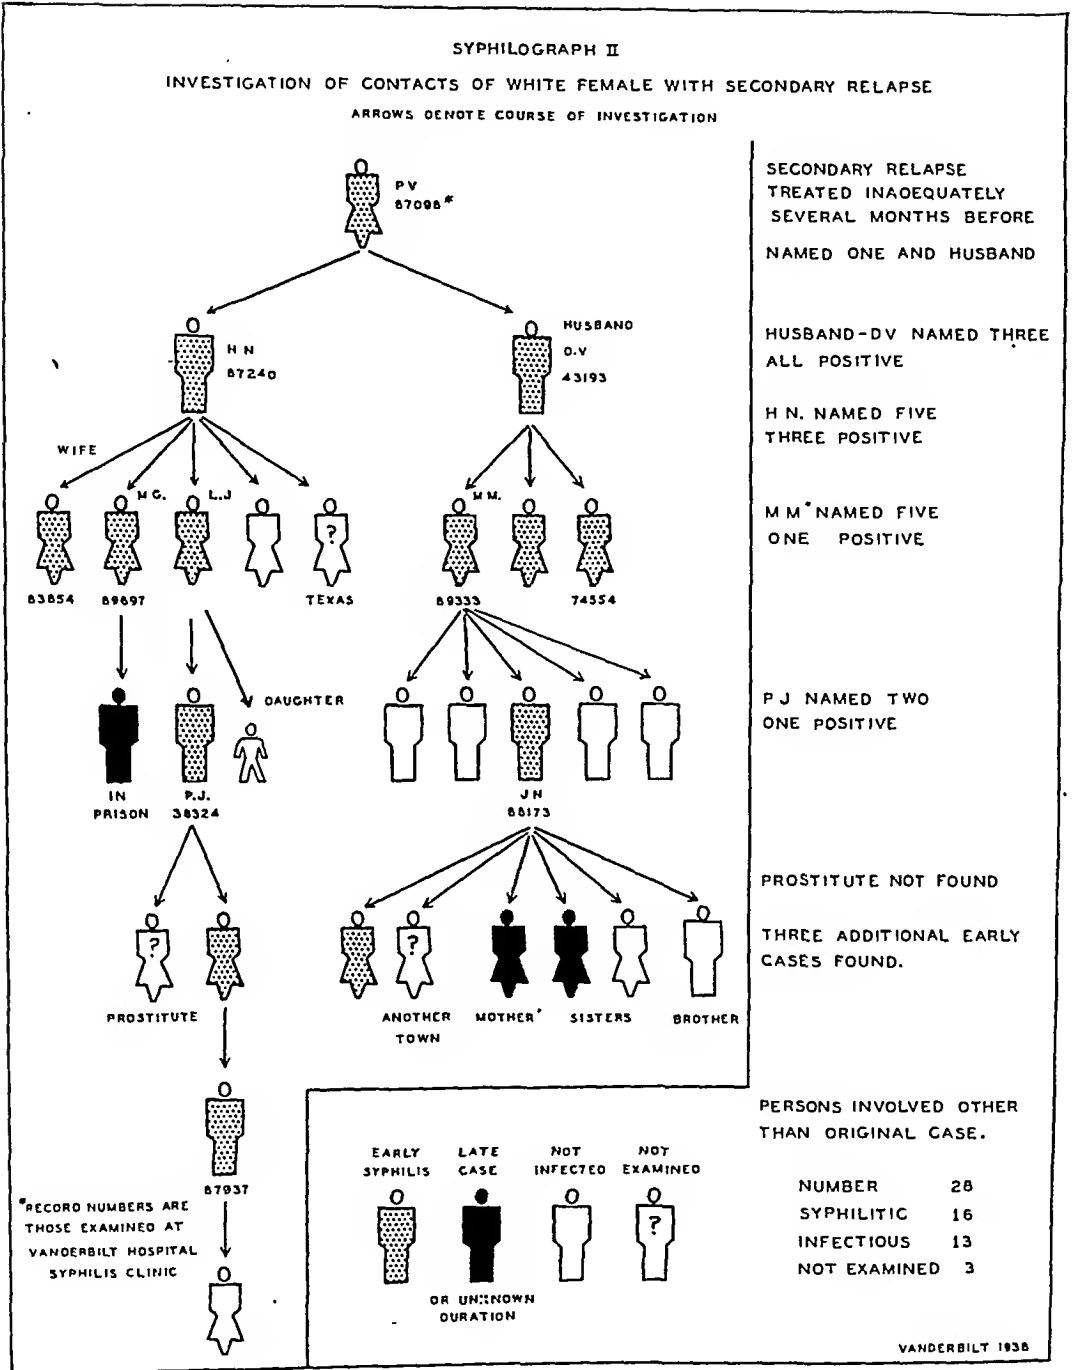 SYPHILOGRAPH II
INVESTIGATION OF CONTACTS OF WHITE FEMALE WITH SECONDARY RELAPSE
ARROWS DENOTE COURSE OF INVESTIGATION
PV
87098*
SECONDARY RELAPSE
TREATED INADEQUATELY
SEVERAL MONTHS BEFORE
NAMED ONE AND HUSBAND
HN
87240
HUSBAND
D.V
43193
HUSBAND-DV NAMED THREE
ALL POSITIVE
HN. NAMED FIVE
THREE POSITIVE
WIFE
M G.
L.J
?
MM.
83854
89697
TEXAS
89333
74554
MM* NAMED FIVE
ONE POSITIVE
DAUGHTER
IN
PRISON
P.J.
38324
JN
88173
PJ NAMED TWO
ONE POSITIVE
?
PROSTITUTE
?
ANOTHER
TOWN
MOTHER*
SISTERS
BROTHER
PROSTITUTE NOT FOUND
THREE ADDITIONAL EARLY
CASES FOUND.
87937
*RECORD NUMBERS ARE
THOSE EXAMINED AT
VANDERBILT HOSPITAL
SYPHILIS CLINIC
EARLY
SYPHILIS
LATE
CASE
OR UNKNOWN
DURATION
NOT
INFECTED
NOT
EXAMINED
?
PERSONS INVOLVED OTHER
THAN ORIGINAL CASE.
NUMBER 28
SYPHILITIC 16
INFECTIOUS 13
NOT EXAMINED 3
VANDERBILT 1938